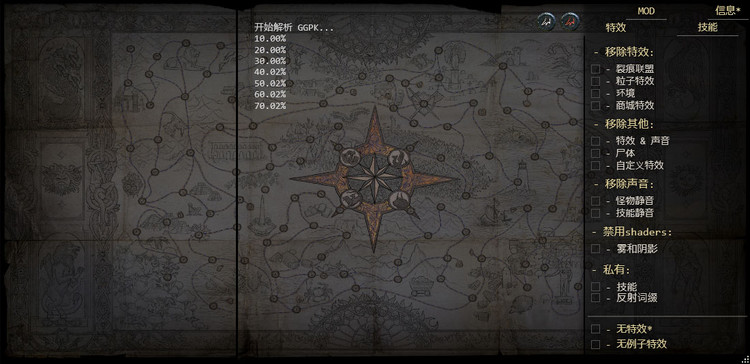 MOD
信息*
特效
技能
开始解析 GGPK...
10.00%
20.00%
30.00%
40.02%
50.02%
60.02%
70.02%
- 移除特效:
- 裂痕联盟
- 粒子特效
- 环境
- 商城特效
- 移除其他:
- 特效 & 声音
- 尸体
- 自定义特效
- 移除声音:
- 怪物静音
- 技能静音
- 禁用shaders:
- 雾和阴影
- 私有:
- 技能
- 反射词缀
- 无特效*
- 无例子特效